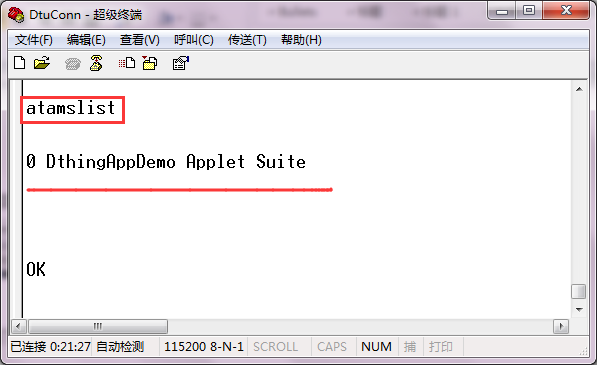 DtuConn - 超级终端
文件(F) 编辑(E) 查看(V) 呼叫(C) 传送(T) 帮助(H)
atamslist
0 DthingAppDemo Applet Suite
OK
已连接 0:21:27 自动检测 115200 8-N-1 SCROLL CAPS NUM 捕 打印